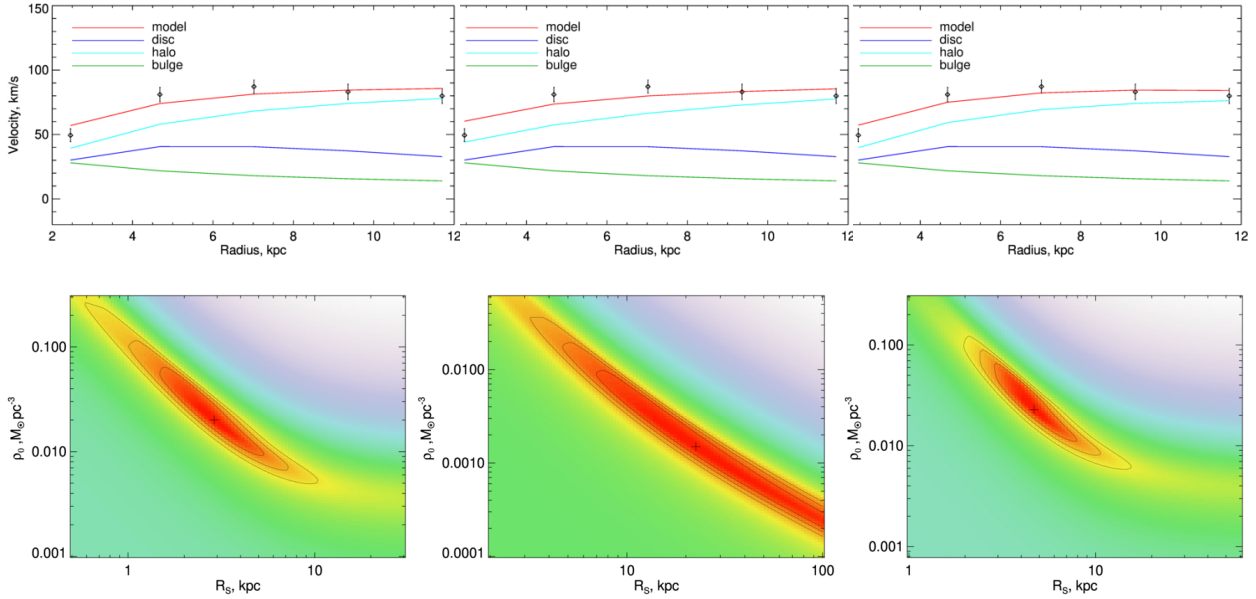 150
100
50
0
Velocity, km/s
model
disc
halo
bulge
2 4 6 8 10 12
Radius, kpc
model
disc
halo
bulge
4 6 8 10 12
Radius, kpc
model
disc
halo
bulge
4 6 8 10 12
Radius, kpc
0.100
0.010
0.001
ρ₀ ,M⊙pc⁻³
1 10
R_S, kpc
0.0100
0.0010
0.0001
ρ₀ ,M⊙pc⁻³
10 100
R_S, kpc
0.100
0.010
0.001
ρ₀ ,M⊙pc⁻³
1 10
R_S, kpc